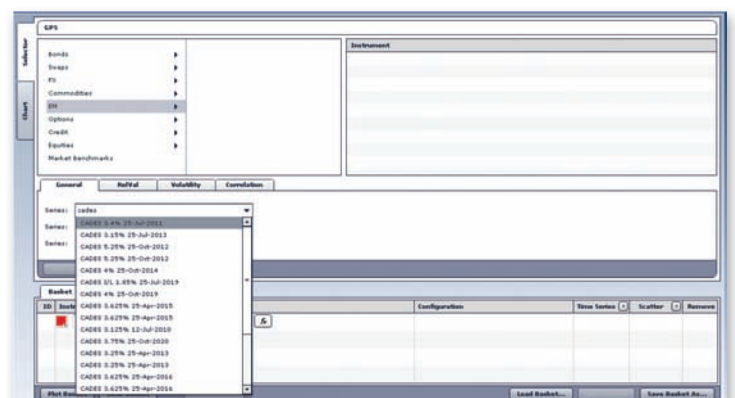 GPS
Selector
Chart
Bonds
Swaps
FX
Commodities
EM
Options
Credit
Equities
Market Benchmarks
Instrument
General RelVal Volatility Correlation
Series: cades
Series:
Series:
CADES 3.4% 25-Jul-2011
CADES 3.15% 25-Jul-2013
CADES 5.25% 25-Oct-2012
CADES 5.25% 25-Oct-2012
CADES 4% 25-Oct-2014
CADES I/L 1.85% 25-Jul-2019
CADES 4% 25-Oct-2019
CADES 3.625% 25-Apr-2015
CADES 3.625% 25-Apr-2015
CADES 3.125% 12-Jul-2010
CADES 3.75% 25-Oct-2020
CADES 3.25% 25-Apr-2013
CADES 3.25% 25-Apr-2013
CADES 3.625% 25-Apr-2016
CADES 3.625% 25-Apr-2016
Basket
ID Configuration Time Series Scatter Remove
fx
Plot Load Basket... Save Basket As...